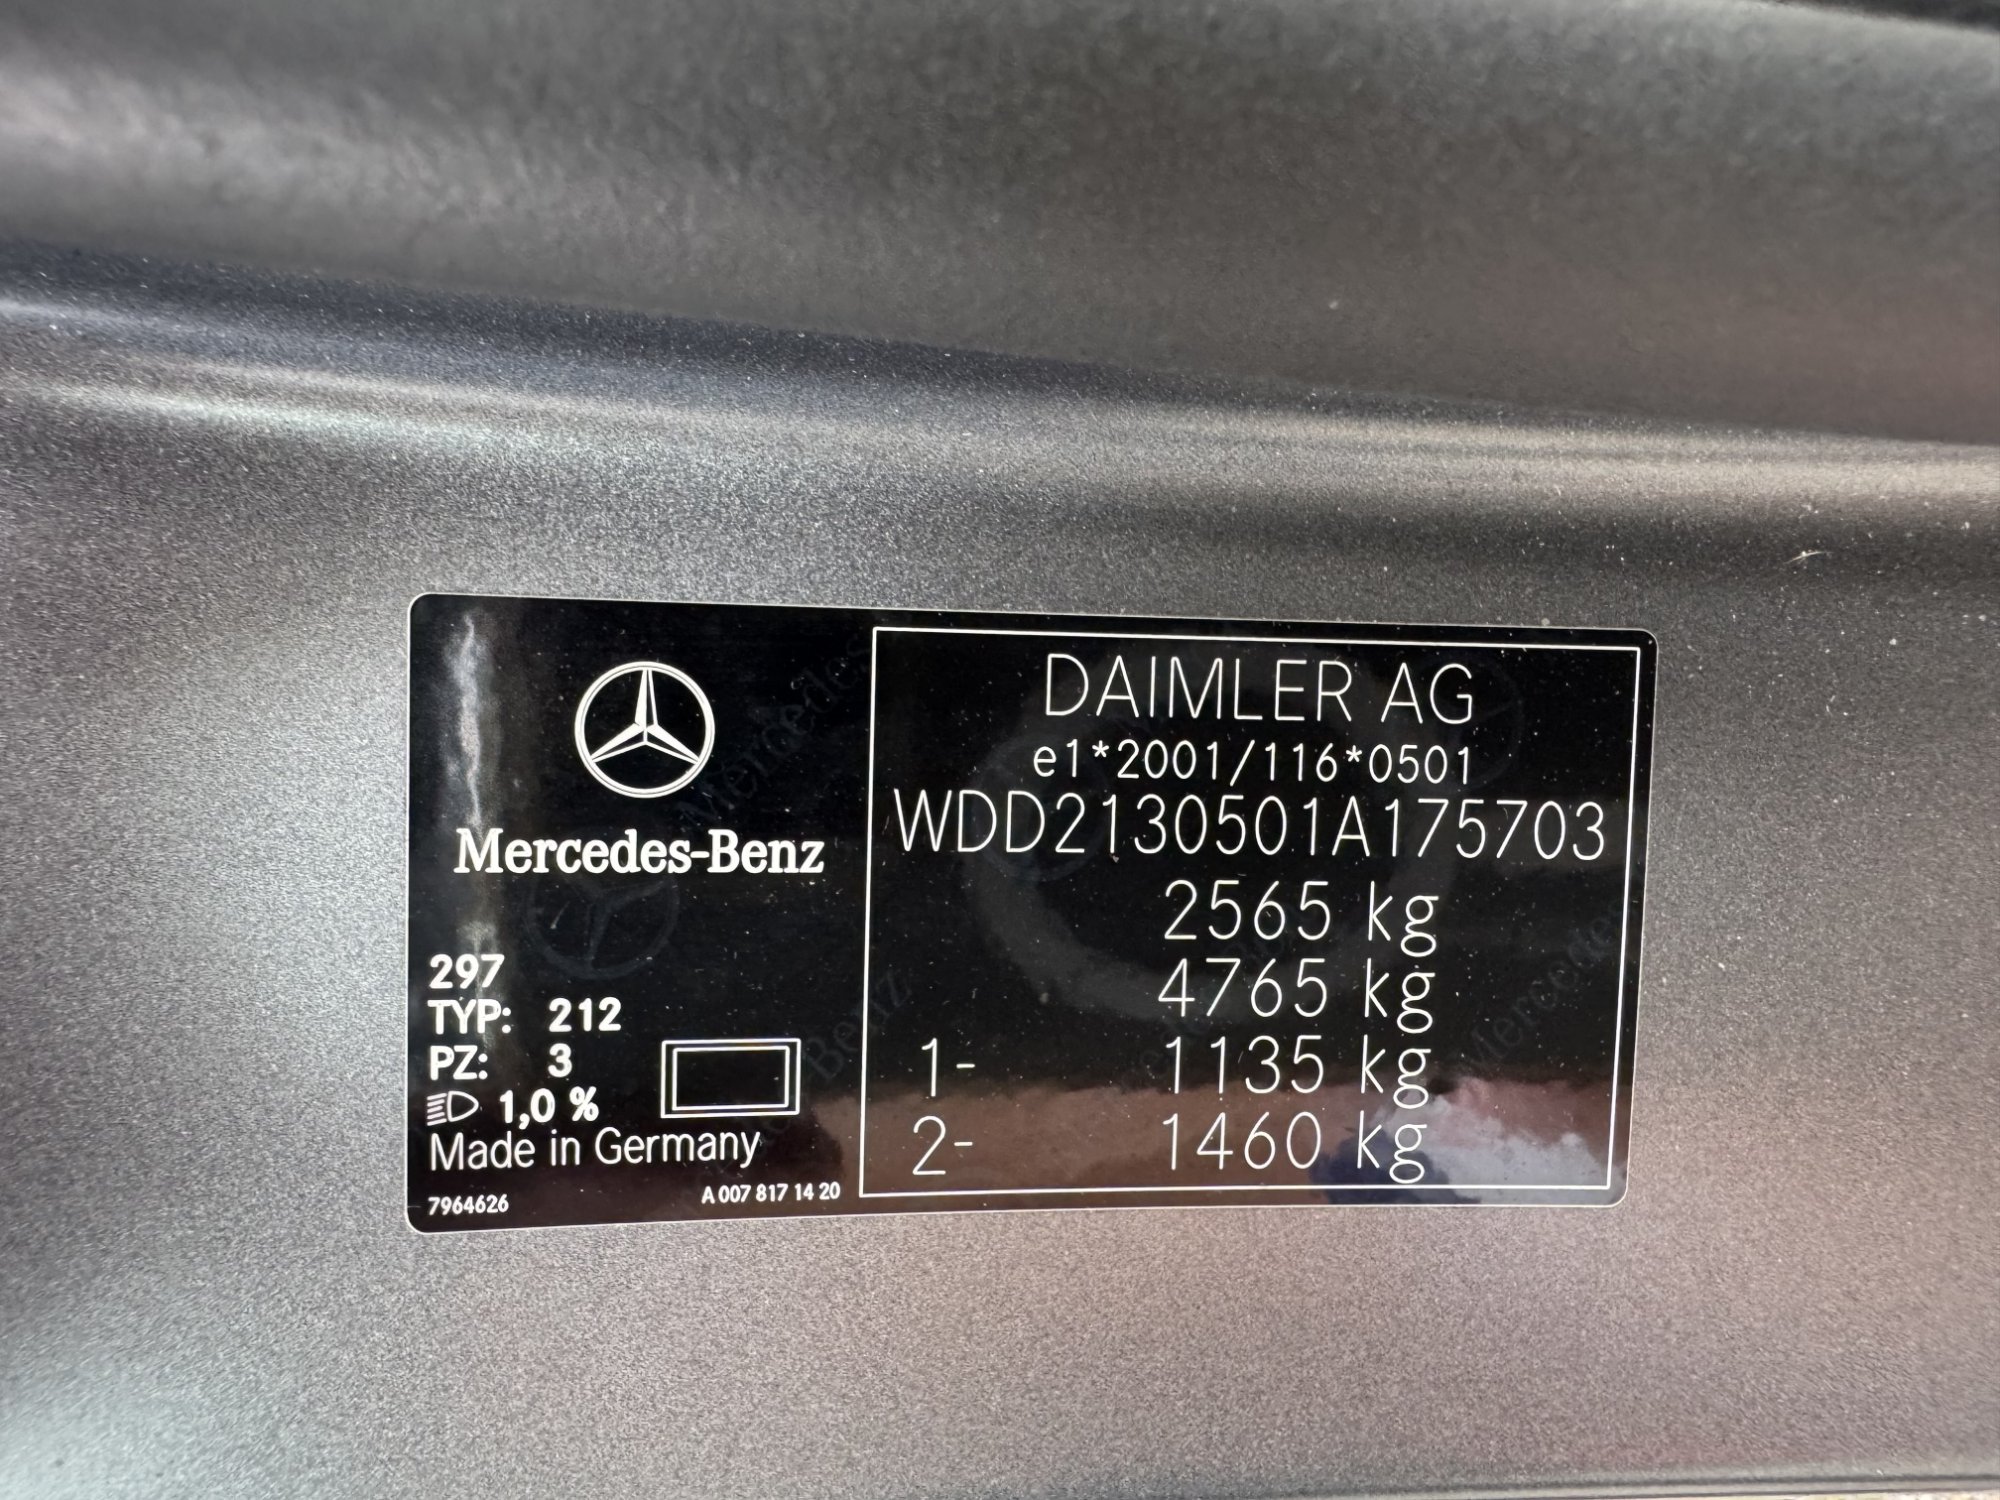 Mercedes-Benz
297
TYP: 212
PZ: 3
1,0 %
Made in Germany
7964626
A 007 817 14 20
DAIMLER AG
e1*2001/116*0501
WDD2130501A175703
2565 kg
4765 kg
1- 1135 kg
2- 1460 kg